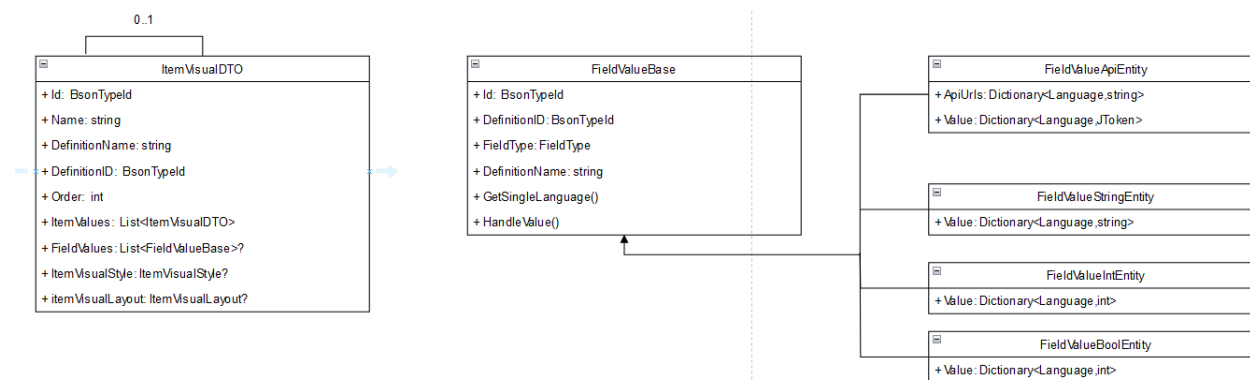 0..1
ItemVisualDTO
+ Id: BsonTypeId
+ Name: string
+ DefinitionName: string
+ DefinitionID: BsonTypeId
+ Order: int
+ ItemValues: List<ItemVisualDTO>
+ FieldValues: List<FieldValueBase>?
+ ItemVisualStyle: ItemVisualStyle?
+ itemVisualLayout: ItemVisualLayout?
FieldValueBase
+ Id: BsonTypeId
+ DefinitionID: BsonTypeId
+ FieldType: FieldType
+ DefinitionName: string
+ GetSingleLanguage()
+ HandleValue()
FieldValueApiEntity
+ ApiUrls: Dictionary<Language,string>
+ Value: Dictionary<Language,JToken>
FieldValueStringEntity
+ Value: Dictionary<Language,string>
FieldValueIntEntity
+ Value: Dictionary<Language,int>
FieldValueBoolEntity
+ Value: Dictionary<Language,int>